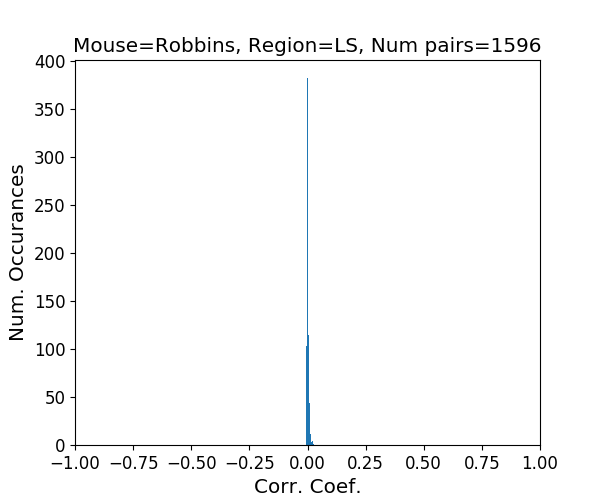 Mouse=Robbins, Region=LS, Num pairs=1596
400
350
300
250
200
150
100
50
0
Num. Occurances
−1.00 −0.75 −0.50 −0.25 0.00 0.25 0.50 0.75 1.00
Corr. Coef.